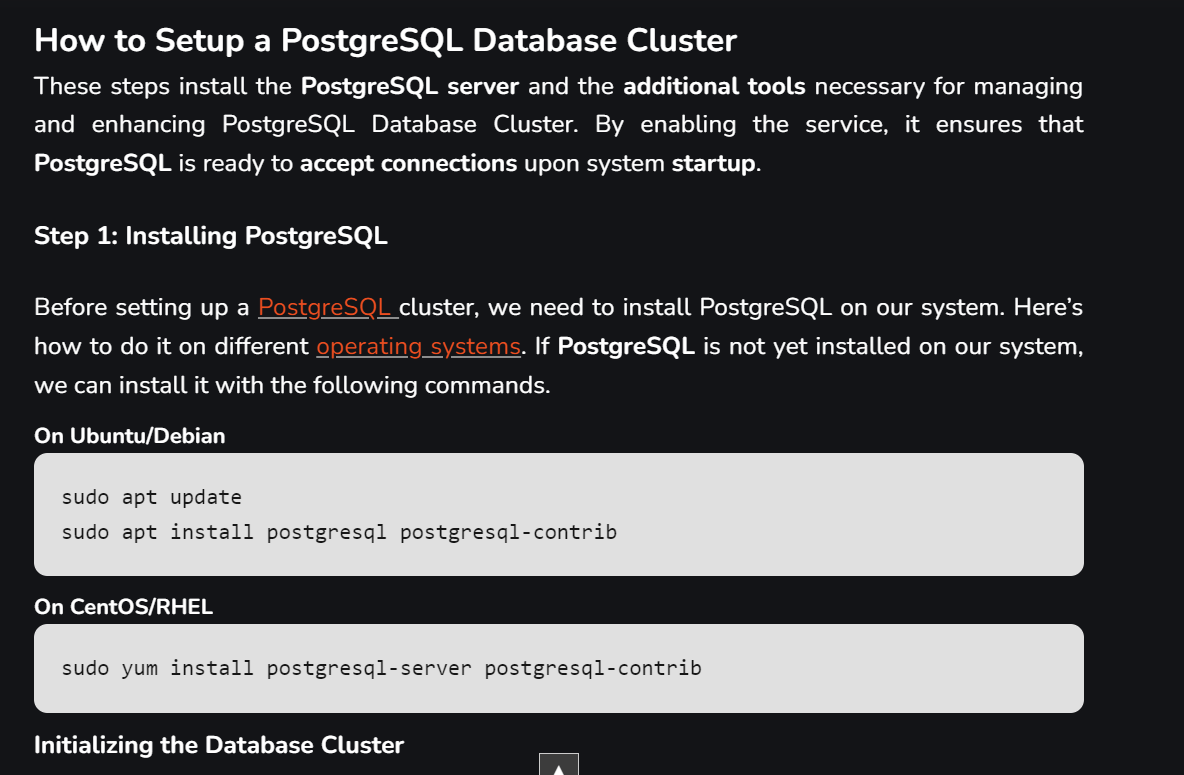 How to Setup a PostgreSQL Database Cluster
These steps install the PostgreSQL server and the additional tools necessary for managing
and enhancing PostgreSQL Database Cluster. By enabling the service, it ensures that
PostgreSQL is ready to accept connections upon system startup.
Step 1: Installing PostgreSQL
Before setting up a PostgreSQL cluster, we need to install PostgreSQL on our system. Here’s
how to do it on different operating systems. If PostgreSQL is not yet installed on our system,
we can install it with the following commands.
On Ubuntu/Debian
sudo apt update
sudo apt install postgresql postgresql-contrib
On CentOS/RHEL
sudo yum install postgresql-server postgresql-contrib
Initializing the Database Cluster